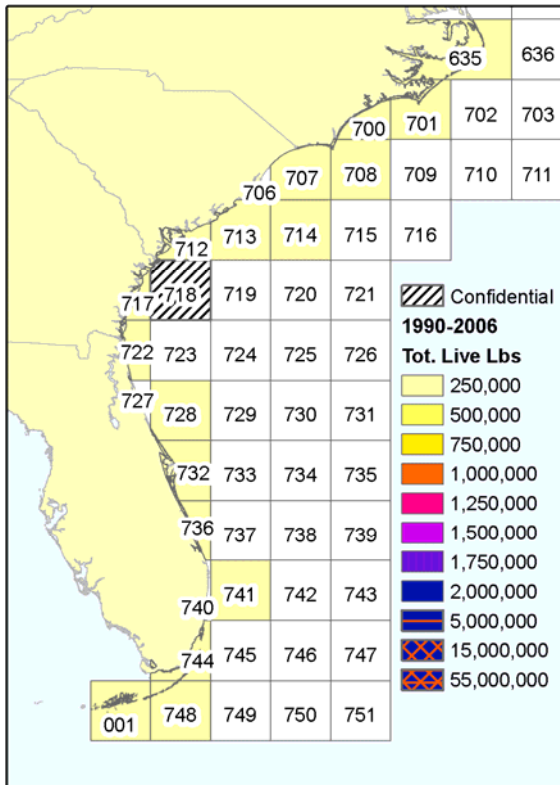 635 636
700 701 702 703
706 707 708 709 710 711
712 713 714 715 716
717 718 719 720 721
722 723 724 725 726
727 728 729 730 731
732 733 734 735
736 737 738 739
740 741 742 743
744 745 746 747
001 748 749 750 751
Confidential
1990-2006
Tot. Live Lbs
250,000
500,000
750,000
1,000,000
1,250,000
1,500,000
1,750,000
2,000,000
5,000,000
15,000,000
55,000,000